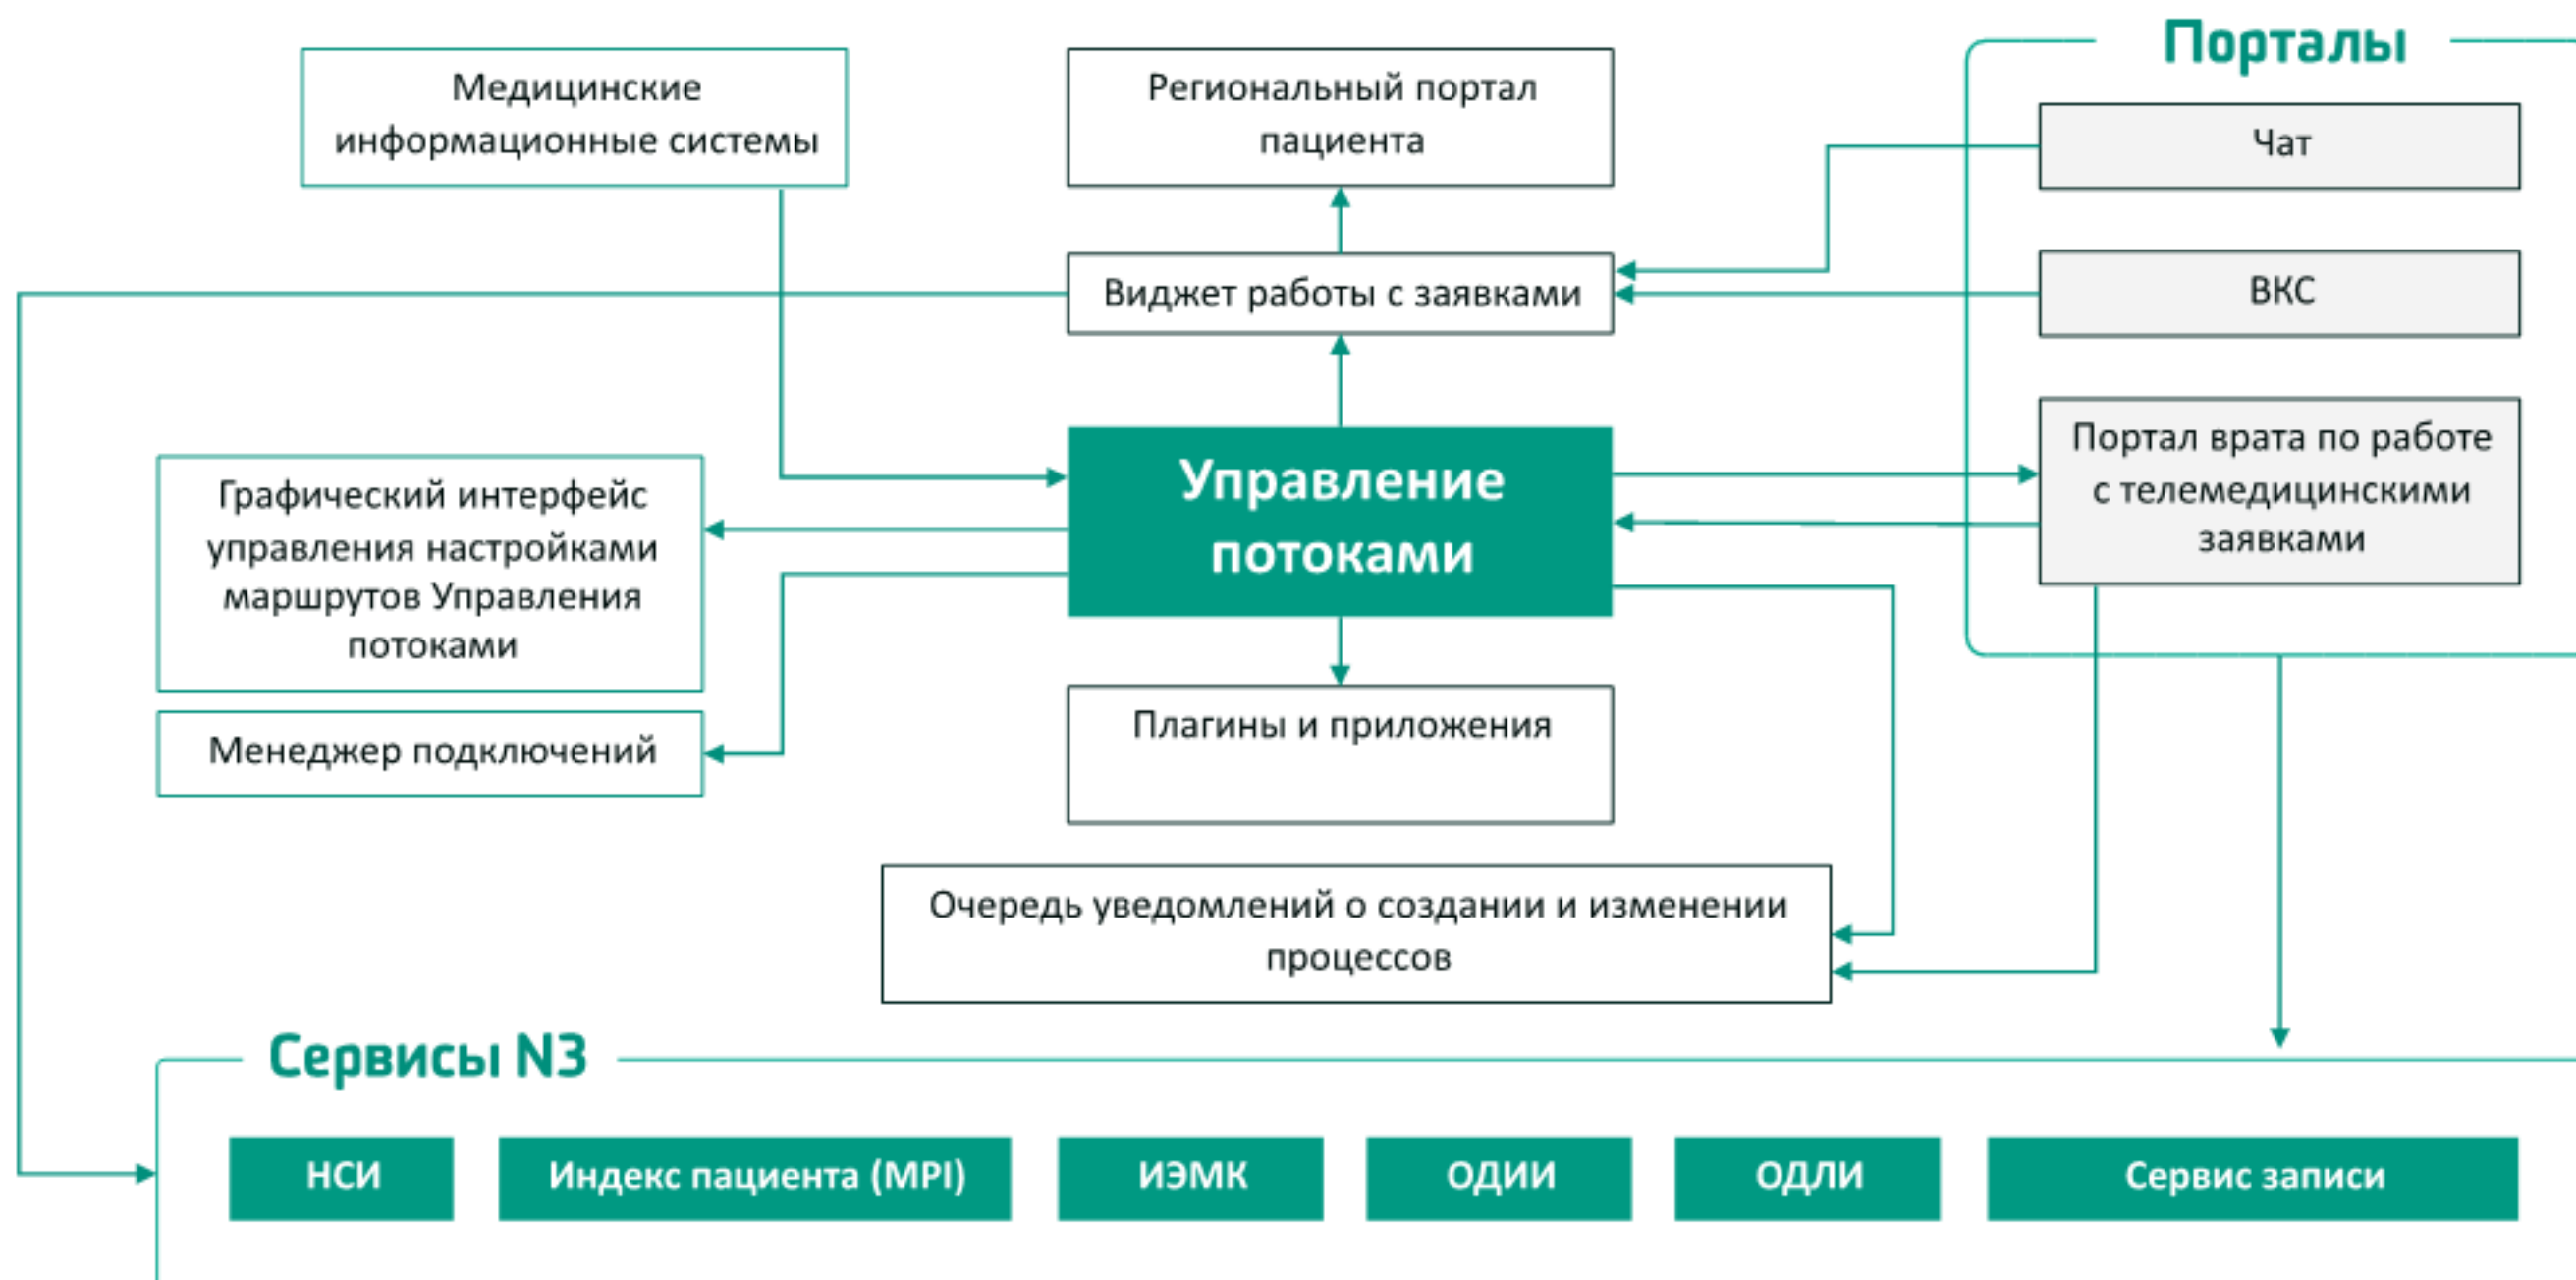 Порталы
Медицинские
информационные системы
Региональный портал
пациента
Чат
Виджет работы с заявками
ВКС
Управление
потоками
Портал врата по работе
с телемедицинскими
заявками
Графический интерфейс
управления настройками
маршрутов Управления
потоками
Менеджер подключений
Плагины и приложения
Очередь уведомлений о создании и изменении
процессов
Сервисы N3
НСИ
Индекс пациента (MPI)
ИЭМК
ОДИИ
ОДЛИ
Сервис записи